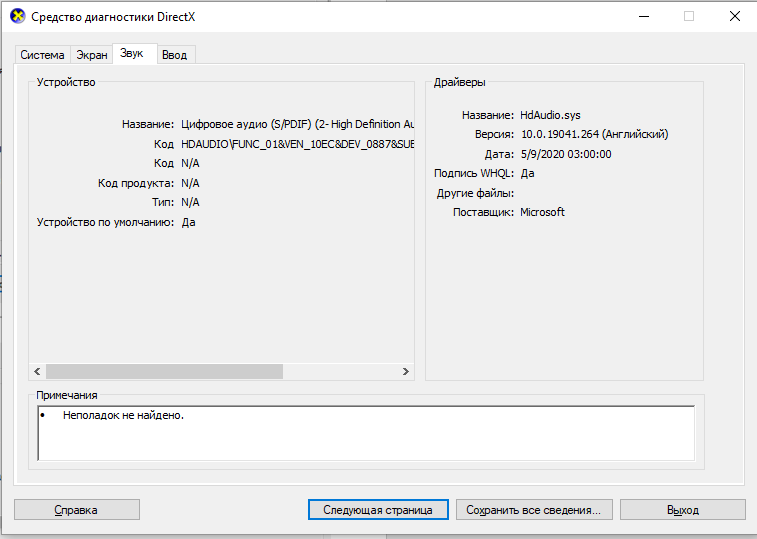 Средство диагностики DirectX
Система Экран Звук Ввод
Устройство
Название: Цифровое аудио (S/PDIF) (2- High Definition Au
Код HDAUDIO\FUNC_01&VEN_10EC&DEV_0887&SUB
Код N/A
Код продукта: N/A
Тип: N/A
Устройство по умолчанию: Да
Драйверы
Название: HdAudio.sys
Версия: 10.0.19041.264 (Английский)
Дата: 5/9/2020 03:00:00
Подпись WHQL: Да
Другие файлы:
Поставщик: Microsoft
Примечания
• Неполадок не найдено.
Справка Следующая страница Сохранить все сведения... Выход